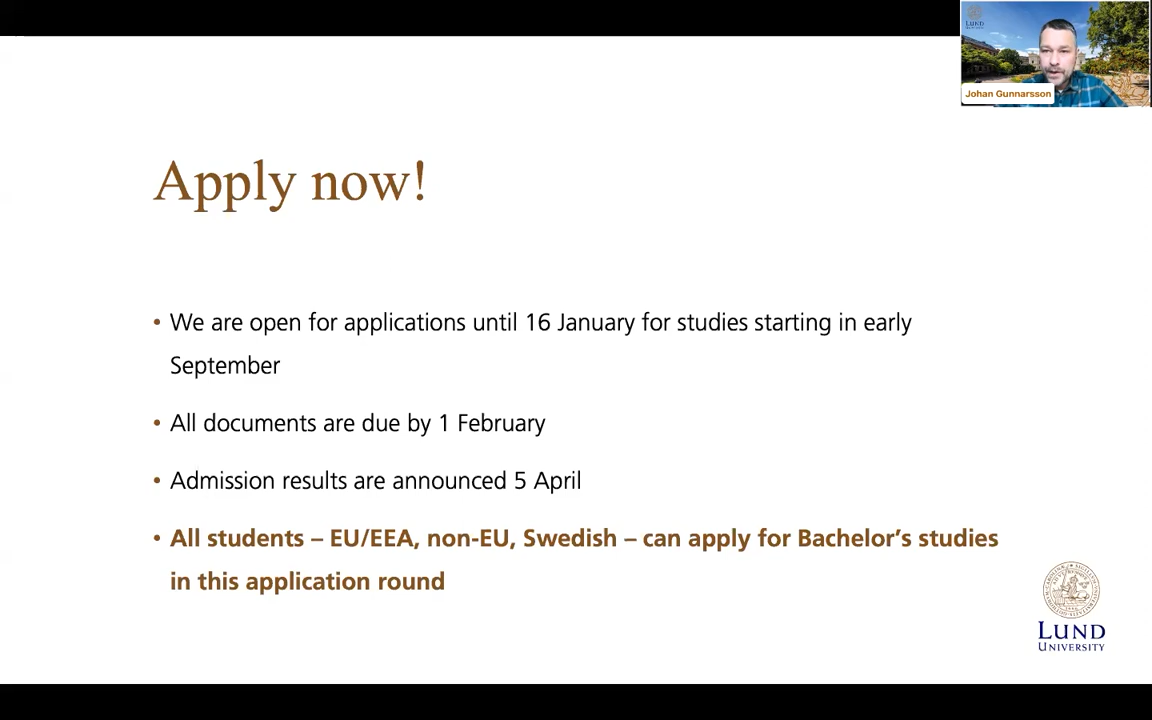 LUND
Johan Gunnarsson
Apply now!
• We are open for applications until 16 January for studies starting in early
September
• All documents are due by 1 February
• Admission results are announced 5 April
• All students – EU/EEA, non-EU, Swedish – can apply for Bachelor’s studies
in this application round
LUND
UNIVERSITY